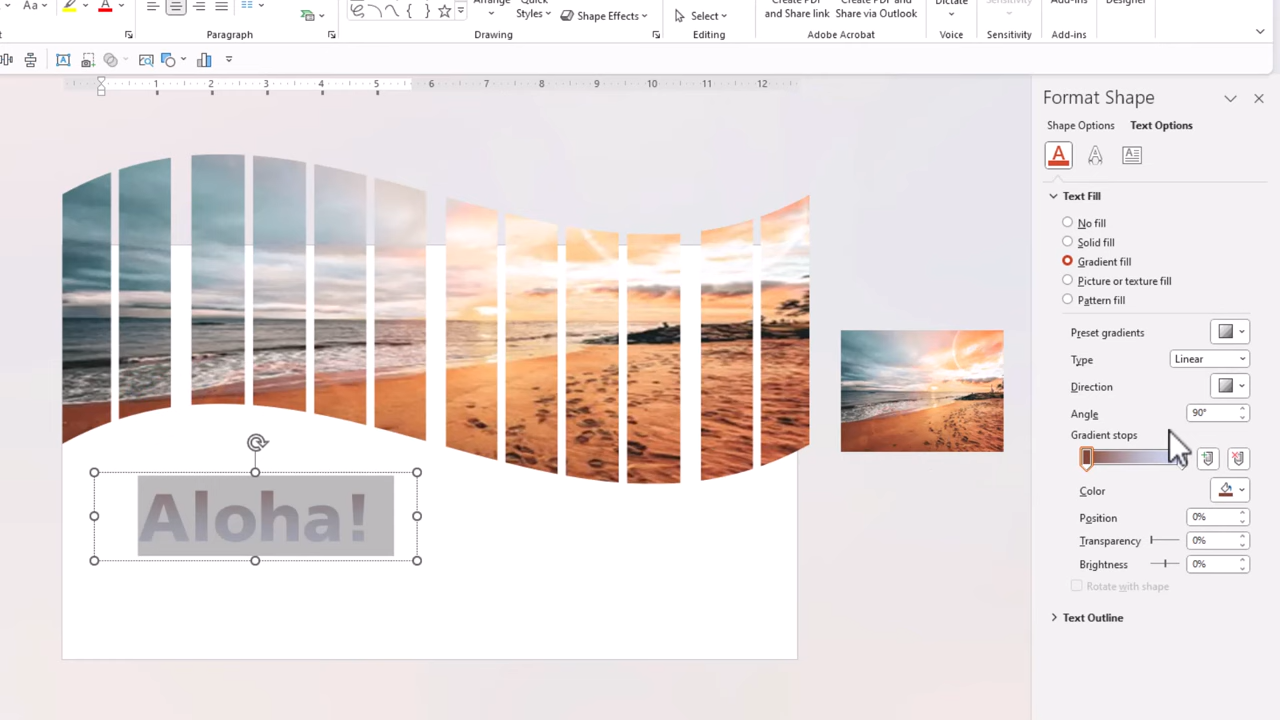 Aa
Arrange
Quick
Styles
Shape Effects
Select
Create PDF
and Share link
Create PDF and
Share via Outlook
Dictate
Sensitivity
Add-ins
Designer
Paragraph
Drawing
Editing
Adobe Acrobat
Voice
Sensitivity
Add-ins
1 2 3 4 5 6 7 8 9 10 11 12
Format Shape
Shape Options Text Options
Text Fill
No fill
Solid fill
Gradient fill
Picture or texture fill
Pattern fill
Preset gradients
Type Linear
Direction
Angle 90°
Gradient stops
Color
Position 0%
Transparency 0%
Brightness 0%
Rotate with shape
Text Outline
Aloha!